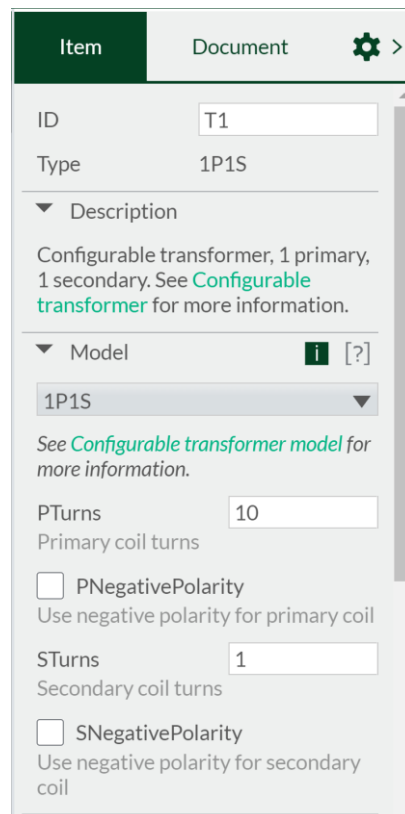 Item Document >
ID T1
Type 1P1S
Description
Configurable transformer, 1 primary,
1 secondary. See Configurable
transformer for more information.
Model i [?]
1P1S
See Configurable transformer model for
more information.
PTurns 10
Primary coil turns
PNegativePolarity
Use negative polarity for primary coil
STurns 1
Secondary coil turns
SNegativePolarity
Use negative polarity for secondary
coil